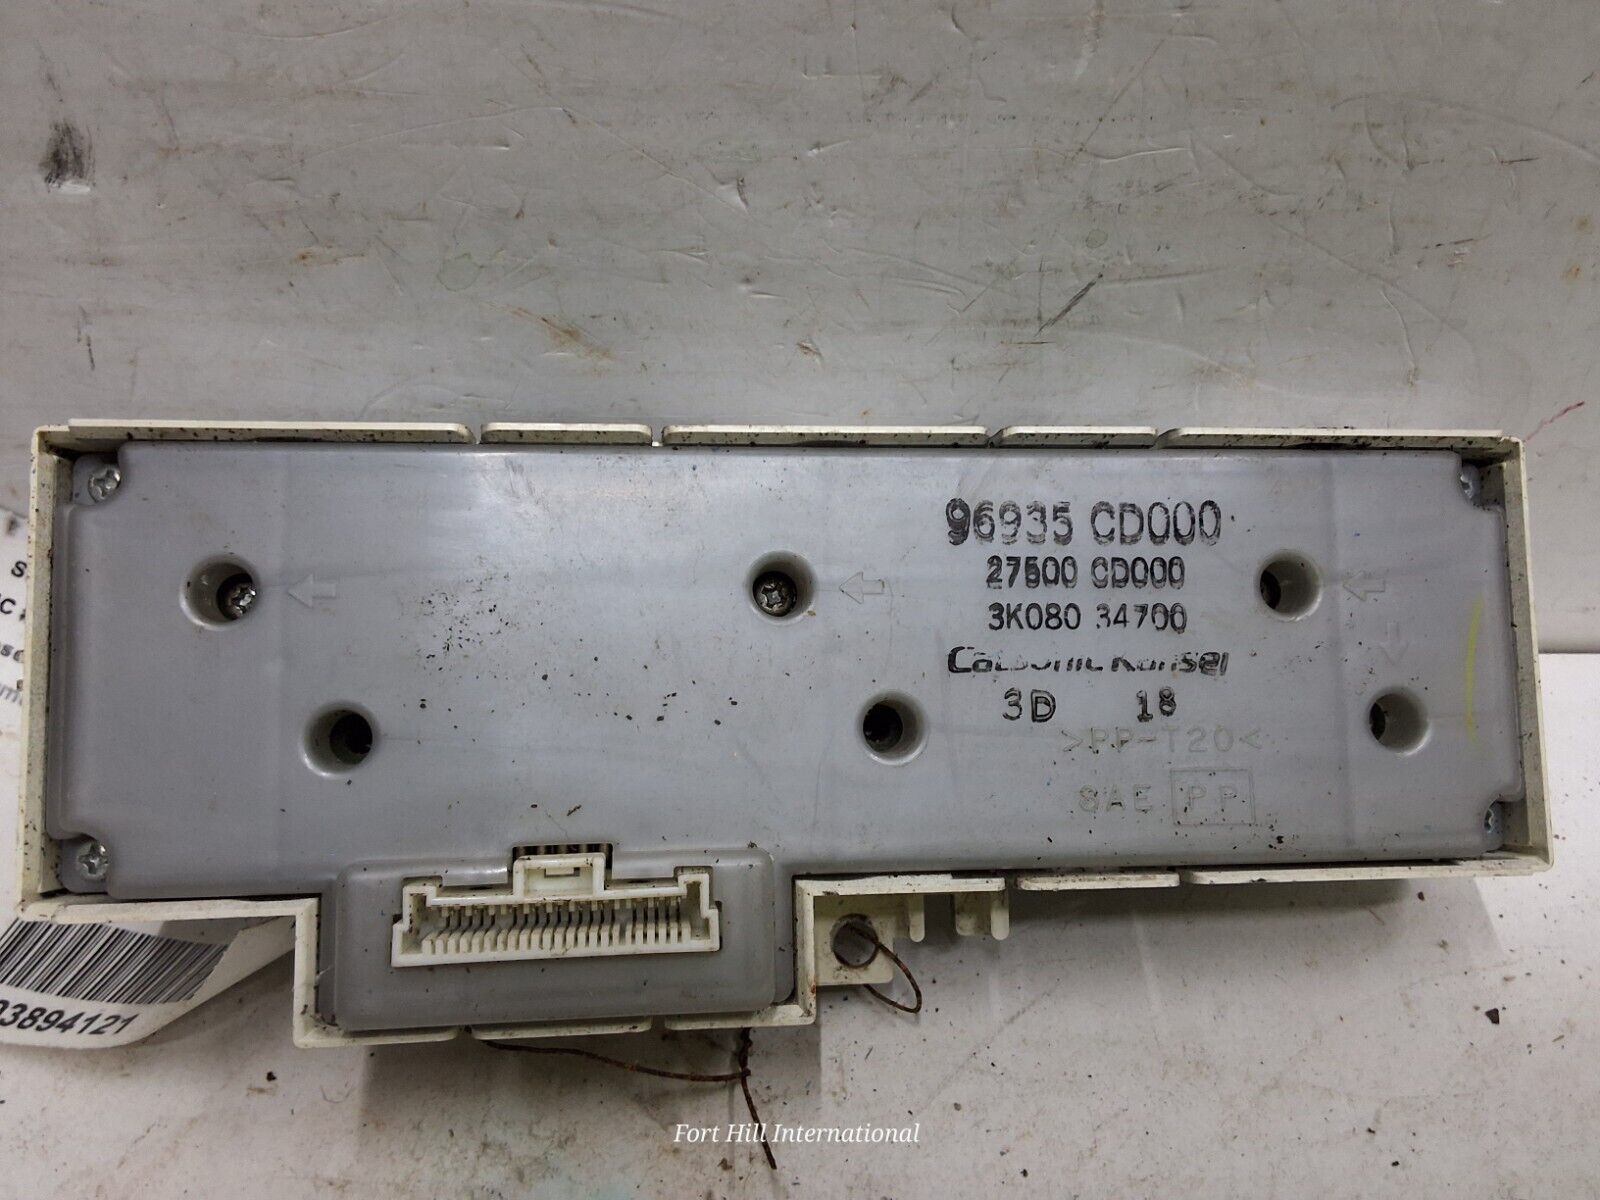 96935 CD000
27500 CD000
3K080 34700
Calsonic Kansei
3D 18
>PP-T20<
SAE PP
03894121
Fort Hill International